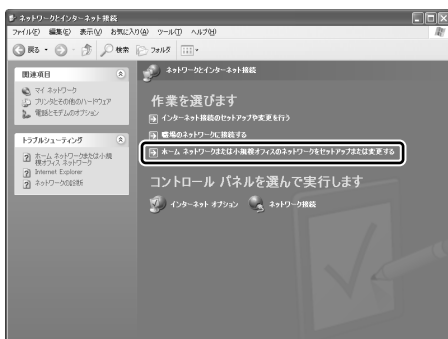 ネットワークとインターネット接続
ファイル(F) 編集(E) 表示(V) お気に入り(A) ツール(T) ヘルプ(H)
戻る 検索 フォルダ
関連項目
マイ ネットワーク
プリンタとその他のハードウェア
電話とモデムのオプション
トラブルシューティング
ホーム ネットワークまたは小規
模オフィス ネットワーク
Internet Explorer
ネットワークの診断
ネットワークとインターネット接続
作業を選びます
インターネット接続のセットアップや変更を行う
職場のネットワークに接続する
ホーム ネットワークまたは小規模オフィスのネットワークをセットアップまたは変更する
コントロール パネルを選んで実行します
インターネット オプション ネットワーク接続